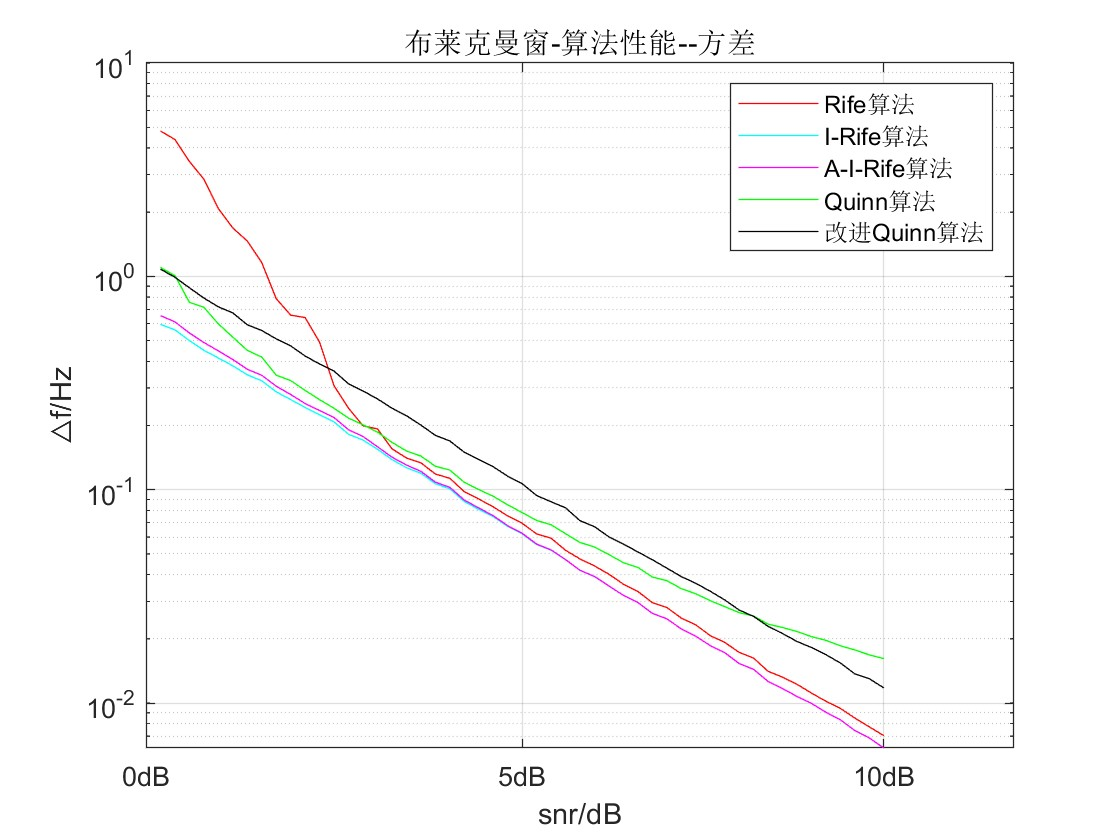 布莱克曼窗-算法性能--方差
10^1
10^0
10^-1
10^-2
Δf/Hz
Rife算法
I-Rife算法
A-I-Rife算法
Quinn算法
改进Quinn算法
0dB 5dB 10dB
snr/dB